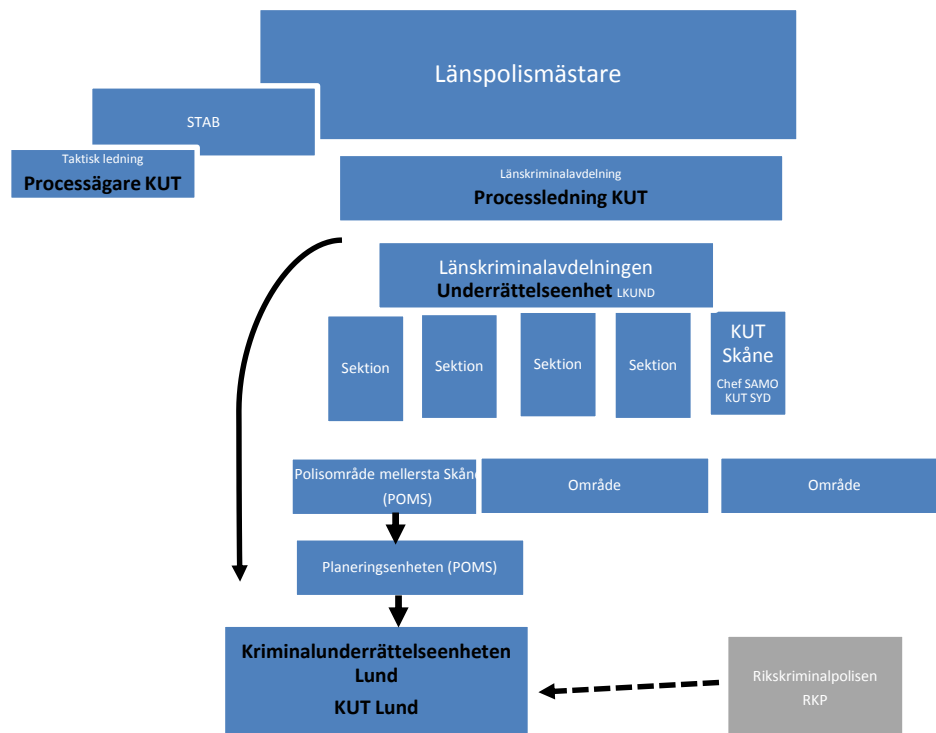 Länspolismästare
STAB
Taktisk ledning
Processägare KUT
Länskriminalavdelning
Processledning KUT
Länskriminalavdelningen
Underrättelseenhet LKUND
Sektion
Sektion
Sektion
Sektion
KUT
Skåne
Chef SAMO
KUT SYD
Polisområde mellersta Skåne
(POMS)
Område
Område
Planeringsenheten (POMS)
Kriminalunderrättelseenheten
Lund
KUT Lund
Rikskriminalpolisen
RKP